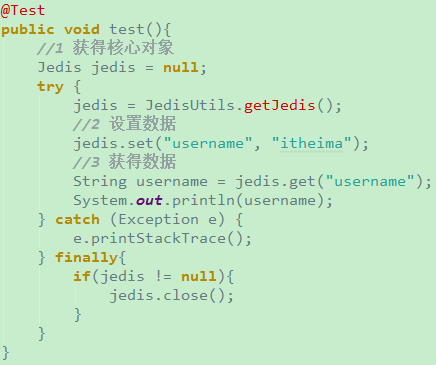 @Test
public void test(){
    //1 获得核心对象
    Jedis jedis = null;
    try {
        jedis = JedisUtils.getJedis();
        //2 设置数据
        jedis.set("username", "itheima");
        //3 获得数据
        String username = jedis.get("username");
        System.out.println(username);
    } catch (Exception e) {
        e.printStackTrace();
    } finally{
        if(jedis != null){
            jedis.close();
        }
    }
}